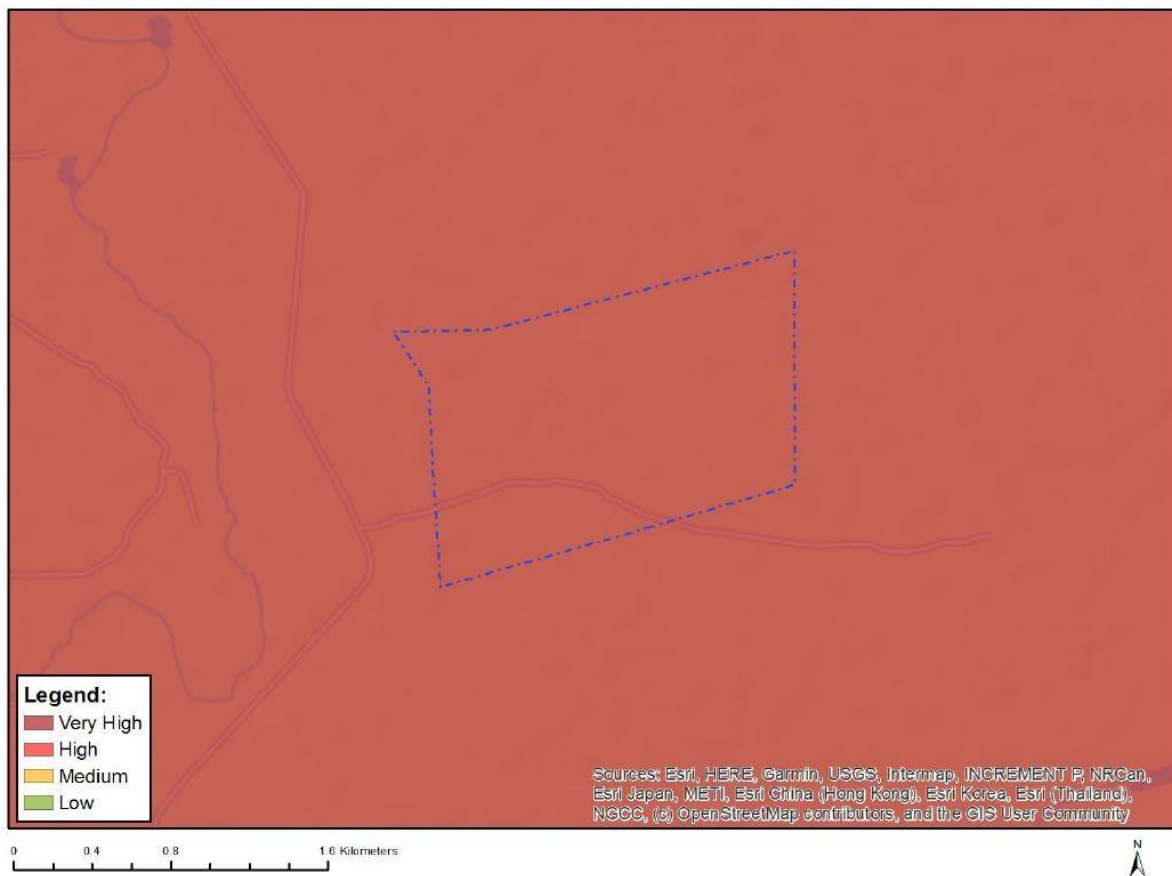 Legend:
Very High
High
Medium
Low
Sources: Esri, HERE, Garmin, USGS, Intermap, INCREMENT P, NRCan,
Esri Japan, METI, Esri China (Hong Kong), Esri Korea, Esri (Thailand),
NGCC, (c) OpenStreetMap contributors, and the GIS User Community
0 0.4 0.8 1.6 Kilometers
N